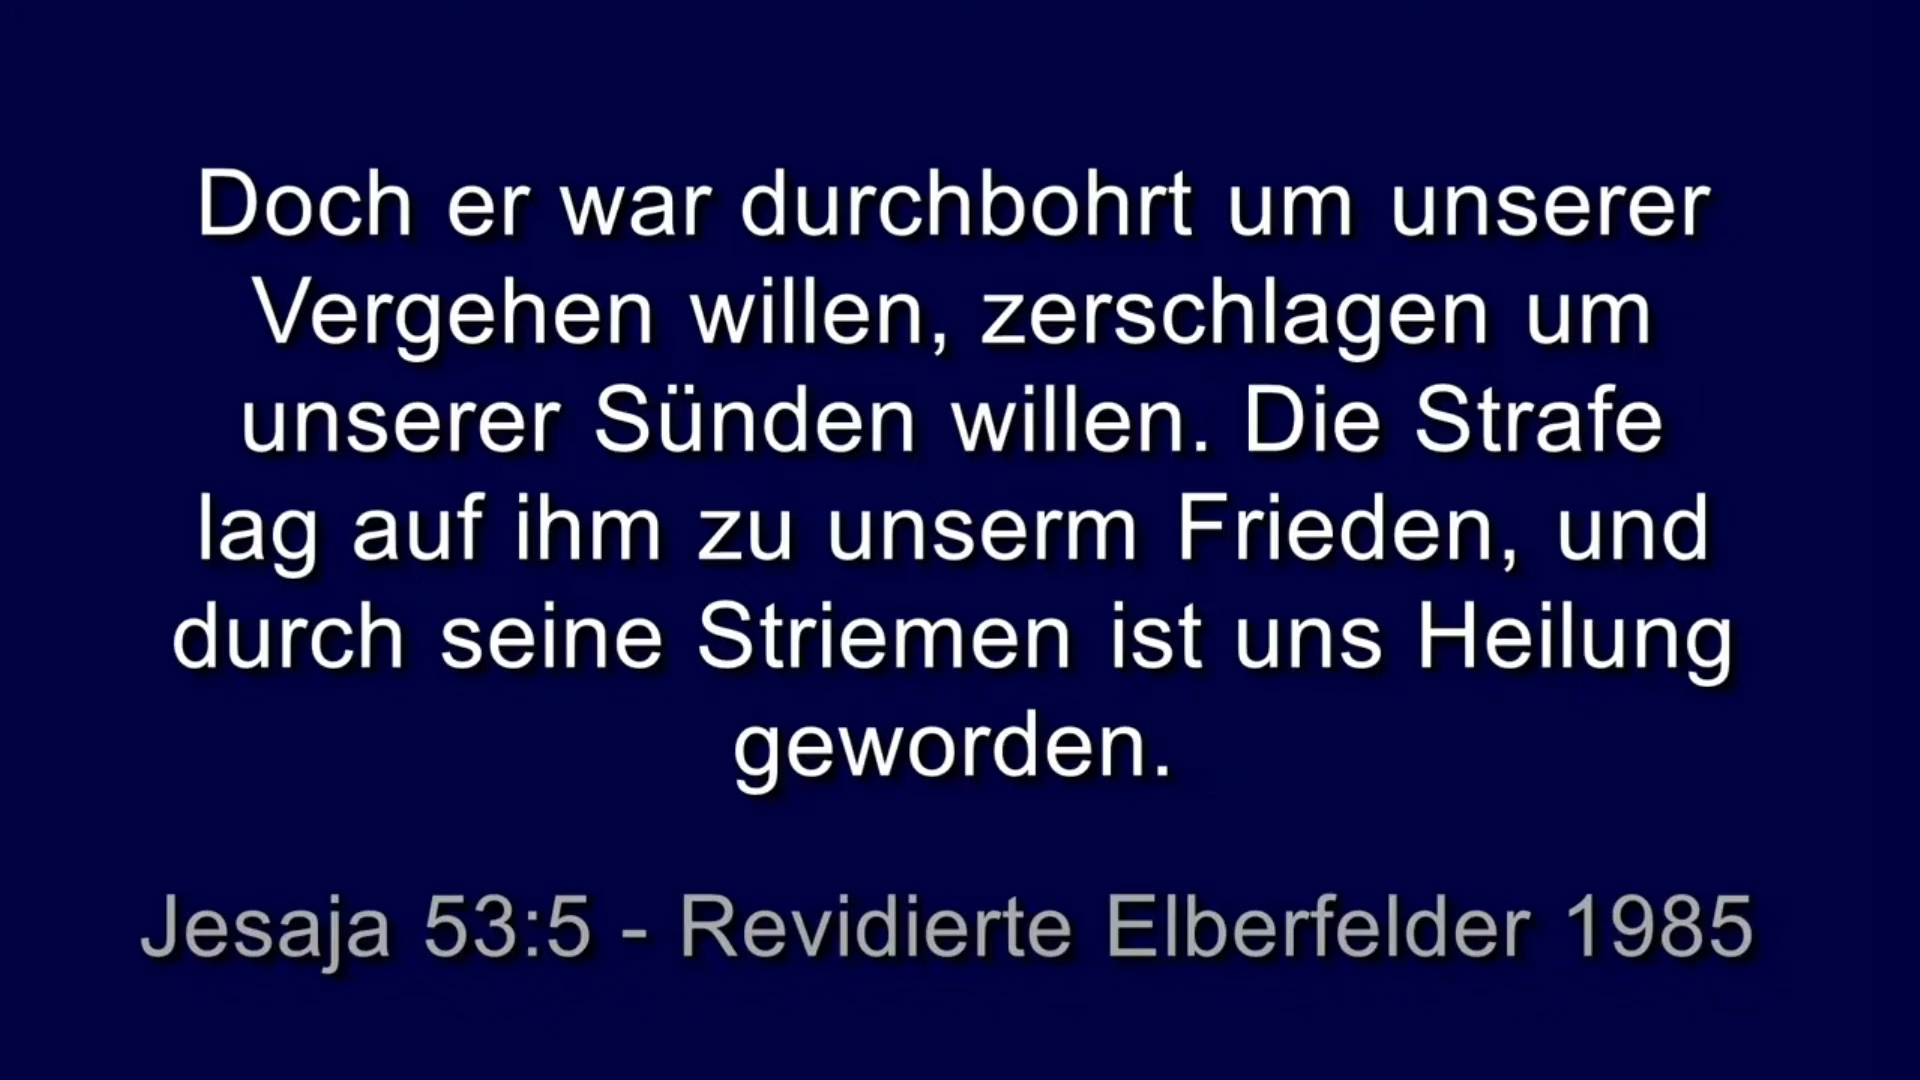 Doch er war durchbohrt um unserer
Vergehen willen, zerschlagen um
unserer Sünden willen. Die Strafe
lag auf ihm zu unserm Frieden, und
durch seine Striemen ist uns Heilung
geworden.
Jesaja 53:5 - Revidierte Elberfelder 1985